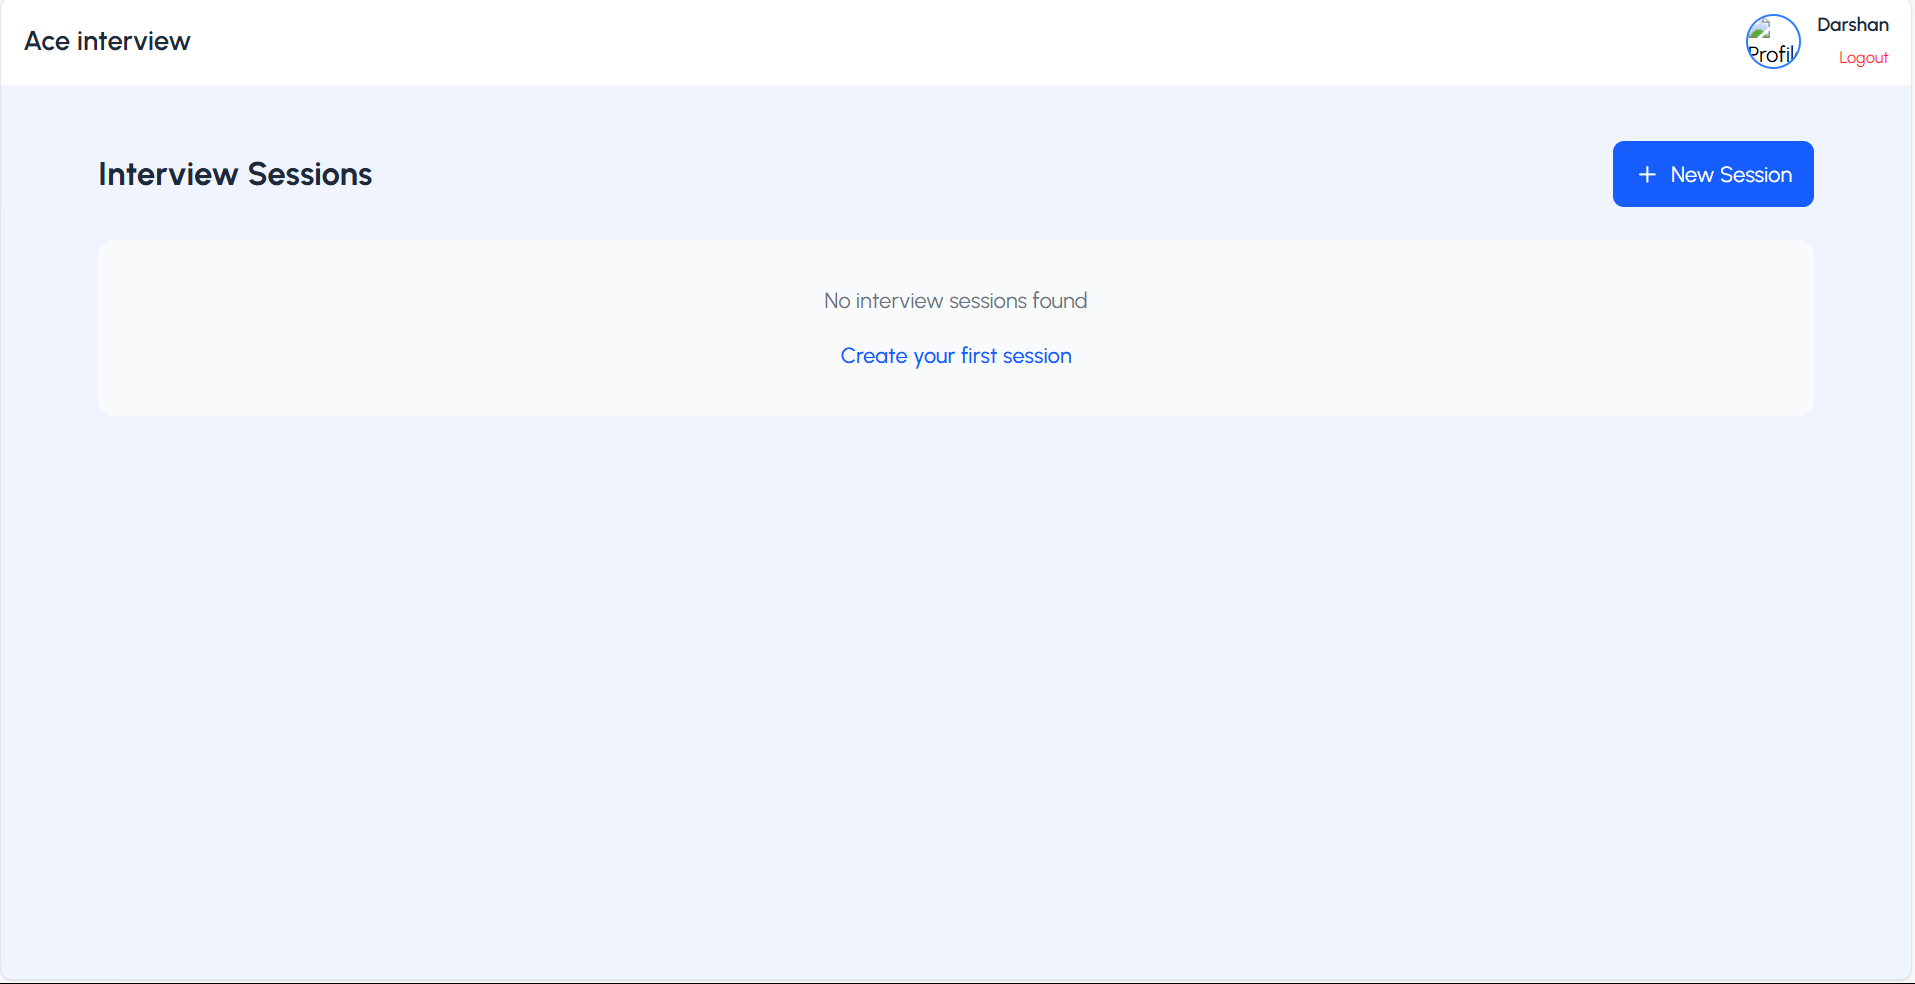 Ace interview
Profil
Darshan
Logout
Interview Sessions
+ New Session
No interview sessions found
Create your first session